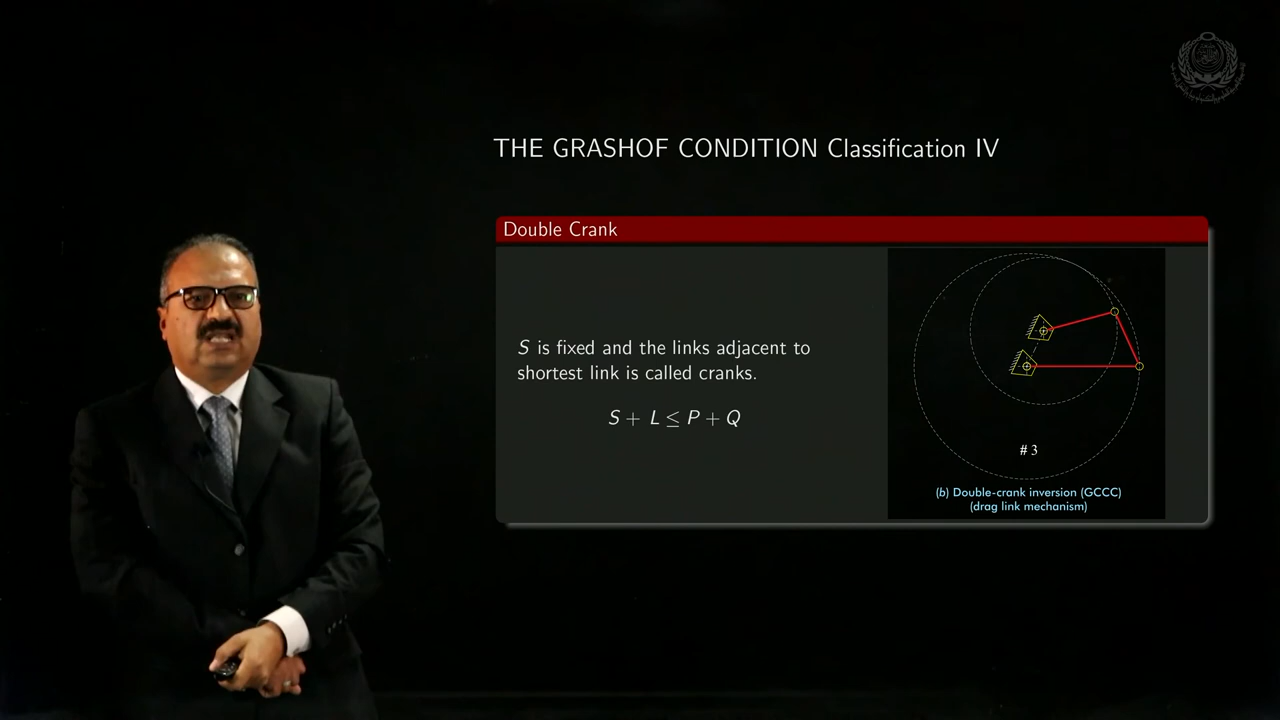 THE GRASHOF CONDITION Classification IV
Double Crank
S is fixed and the links adjacent to
shortest link is called cranks.
S + L ≤ P + Q
# 3
(b) Double-crank inversion (GCCC)
(drag link mechanism)